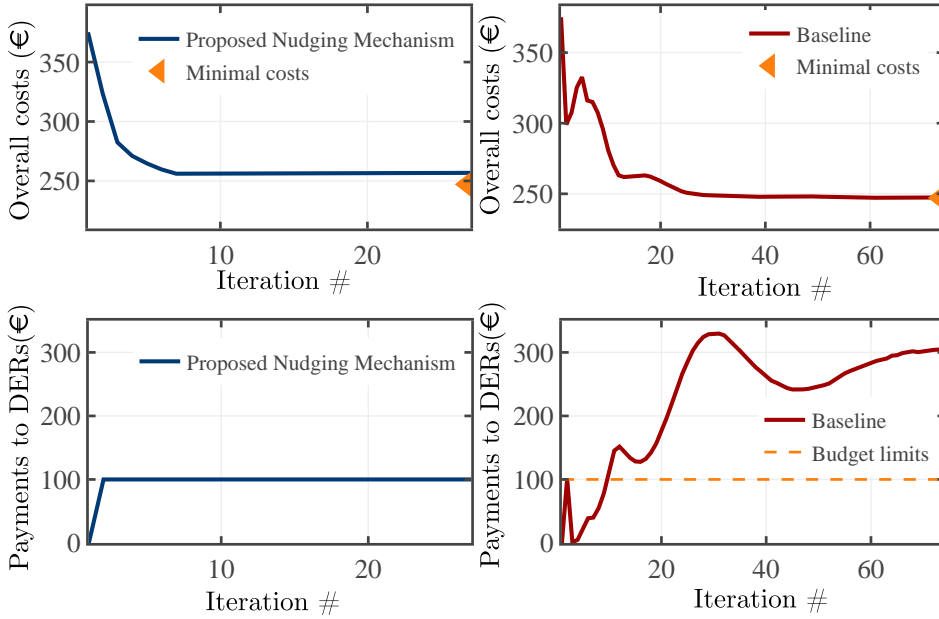 Overall costs (€)
350
300
250
10
20
Iteration #
Proposed Nudging Mechanism
Minimal costs
Overall costs (€)
350
300
250
20
40
60
Iteration #
Baseline
Minimal costs
Payments to DERs(€)
300
200
100
0
10
20
Iteration #
Proposed Nudging Mechanism
Payments to DERs(€)
300
200
100
0
20
40
60
Iteration #
Baseline
Budget limits